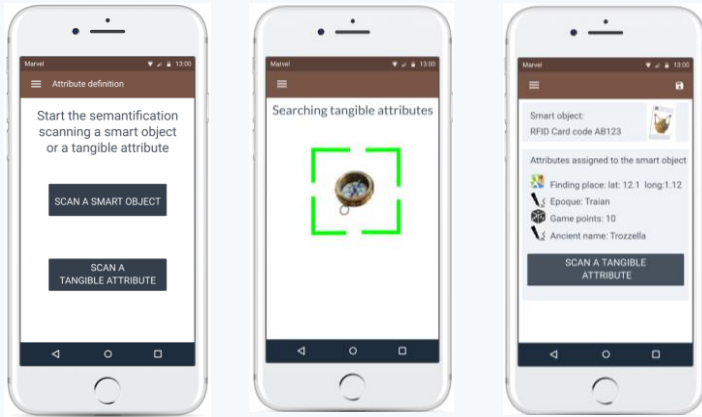 Marvel 13:00
Attribute definition
Start the semantification
scanning a smart object
or a tangible attribute
SCAN A SMART OBJECT
SCAN A
TANGIBLE ATTRIBUTE
Marvel 13:00
Searching tangible attributes
Marvel 13:00
Smart object:
RFID Card code AB123
Attributes assigned to the smart object
Finding place: lat: 12.1 long:1.12
Epoque: Traian
Game points: 10
Ancient name: Trozzella
SCAN A TANGIBLE
ATTRIBUTE